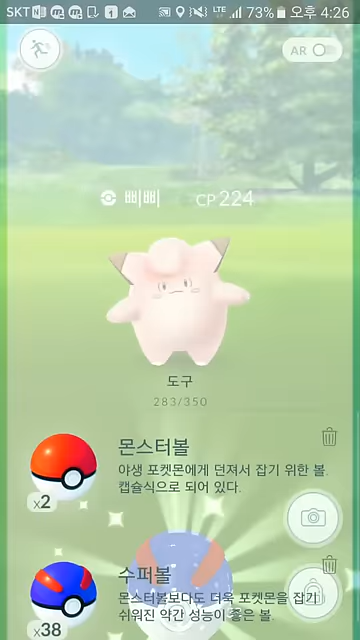 SKT LTE 73% 오후 4:26
AR
삐삐 CP224
도구
283/350
몬스터볼
야생 포켓몬에게 던져서 잡기 위한 볼.
캡슐식으로 되어 있다.
x2
수퍼볼
몬스터볼보다도 더욱 포켓몬을 잡기
쉬워진 약간 성능이 좋은 볼.
x38